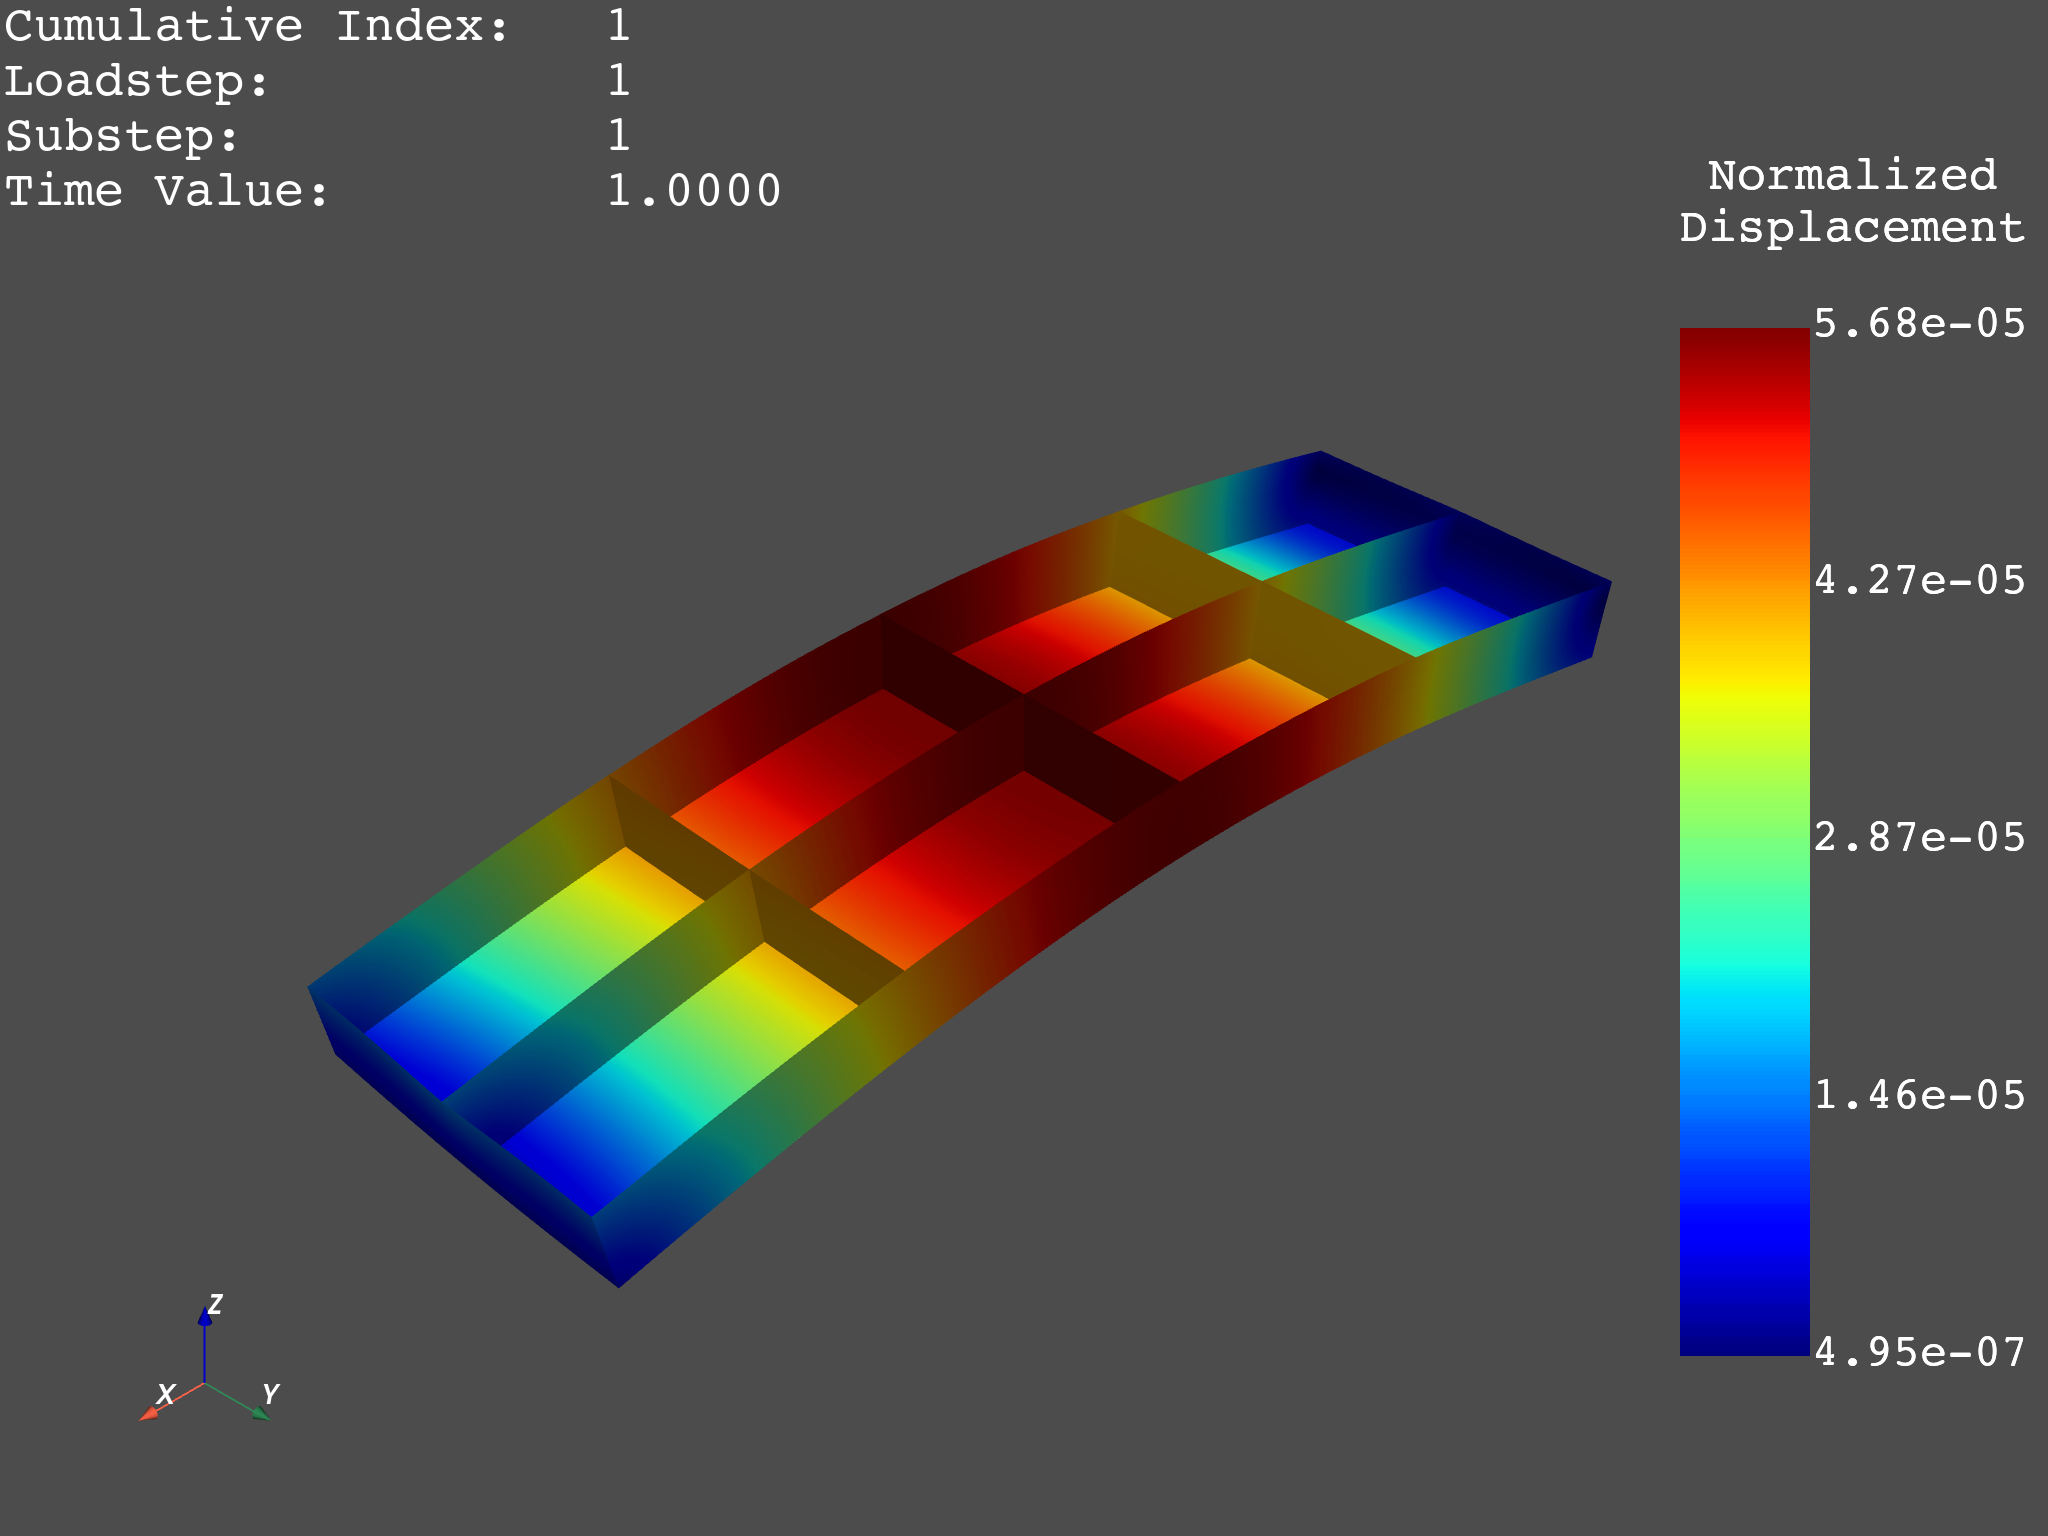 Cumulative Index: 1
Loadstep: 1
Substep: 1
Time Value: 1.0000
Normalized
Displacement
5.68e-05
4.27e-05
2.87e-05
1.46e-05
4.95e-07
Z
X Y